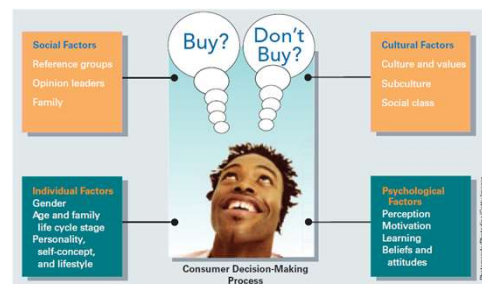 Social Factors
Reference groups
Opinion leaders
Family
Buy?
Don't
Buy?
Cultural Factors
Culture and values
Subculture
Social class
Individual Factors
Gender
Age and family
life cycle stage
Personality,
self-concept,
and lifestyle
Psychological
Factors
Perception
Motivation
Learning
Beliefs and
attitudes
Consumer Decision-Making
Process